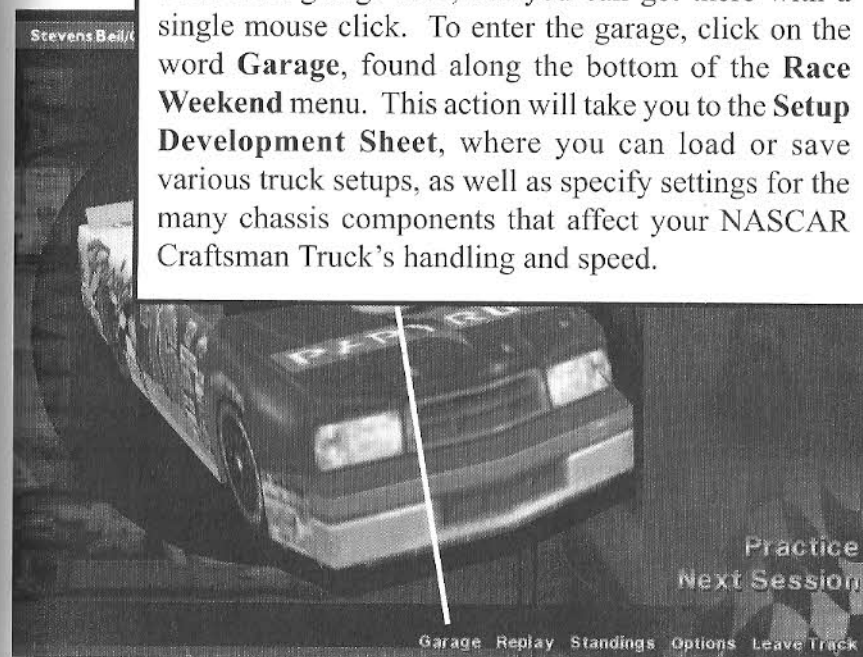 single mouse click. To enter the garage, click on the
word Garage, found along the bottom of the Race
Weekend menu. This action will take you to the Setup
Development Sheet, where you can load or save
various truck setups, as well as specify settings for the
many chassis components that affect your NASCAR
Craftsman Truck's handling and speed.
Stevens Beil/
Practice
Next Session
Garage Replay Standings Options Leave Track